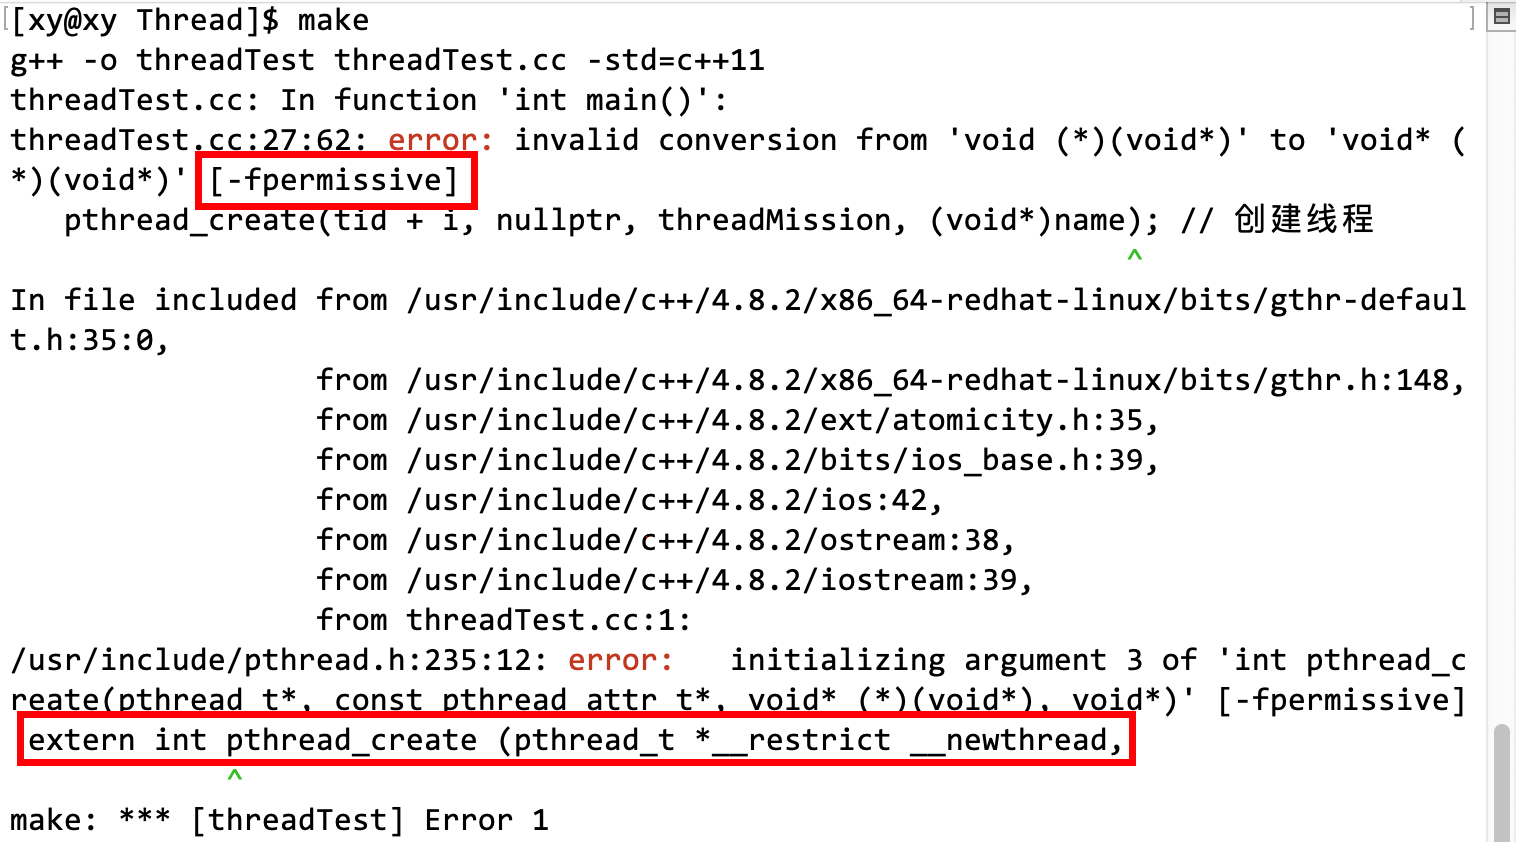 [xy@xy Thread]$ make
g++ -o threadTest threadTest.cc -std=c++11
threadTest.cc: In function 'int main()':
threadTest.cc:27:62: error: invalid conversion from 'void (*)(void*)' to 'void* (
*)(void*)' [-fpermissive]
pthread_create(tid + i, nullptr, threadMission, (void*)name); // 创建线程
^
In file included from /usr/include/c++/4.8.2/x86_64-redhat-linux/bits/gthr-defaul
t.h:35:0,
from /usr/include/c++/4.8.2/x86_64-redhat-linux/bits/gthr.h:148,
from /usr/include/c++/4.8.2/ext/atomicity.h:35,
from /usr/include/c++/4.8.2/bits/ios_base.h:39,
from /usr/include/c++/4.8.2/ios:42,
from /usr/include/c++/4.8.2/ostream:38,
from /usr/include/c++/4.8.2/iostream:39,
from threadTest.cc:1:
/usr/include/pthread.h:235:12: error:   initializing argument 3 of 'int pthread_c
reate(pthread_t*, const pthread_attr_t*, void* (*)(void*), void*)' [-fpermissive]
extern int pthread_create (pthread_t *__restrict __newthread,
^
make: *** [threadTest] Error 1